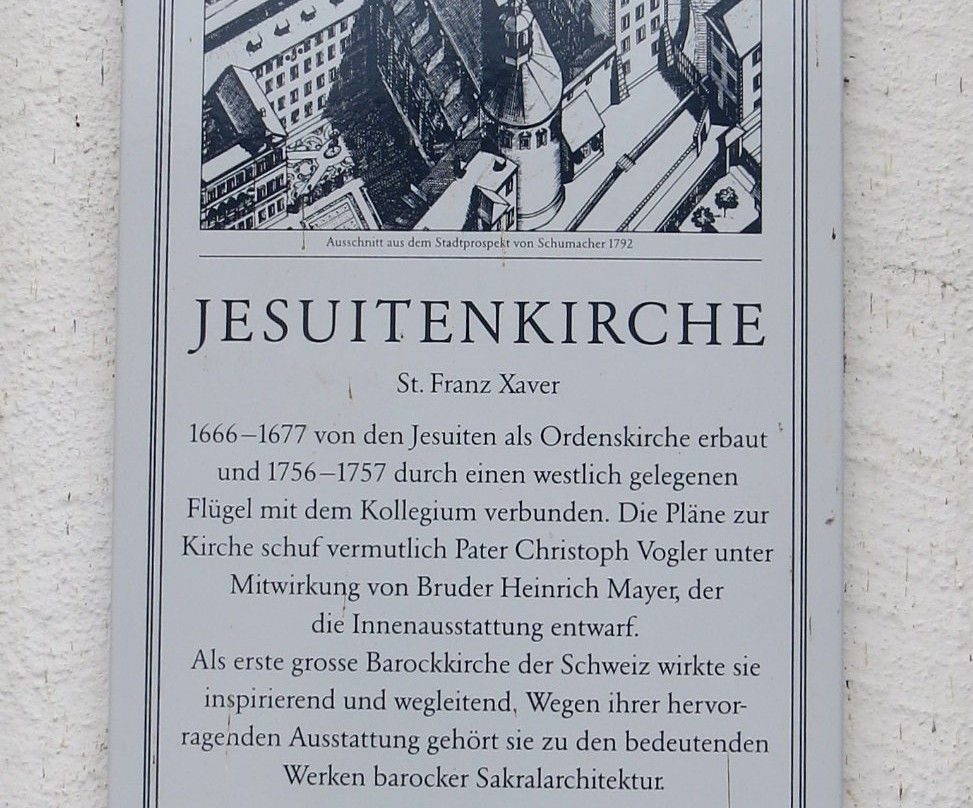 Ausschnitt aus dem Stadtprospekt von Schumacher 1792
JESUITENKIRCHE
St. Franz Xaver
1666–1677 von den Jesuiten als Ordenskirche erbaut
und 1756–1757 durch einen westlich gelegenen
Flügel mit dem Kollegium verbunden. Die Pläne zur
Kirche schuf vermutlich Pater Christoph Vogler unter
Mitwirkung von Bruder Heinrich Mayer, der
die Innenausstattung entwarf.
Als erste grosse Barockkirche der Schweiz wirkte sie
inspirierend und wegleitend. Wegen ihrer hervor-
ragenden Ausstattung gehört sie zu den bedeutenden
Werken barocker Sakralarchitektur.